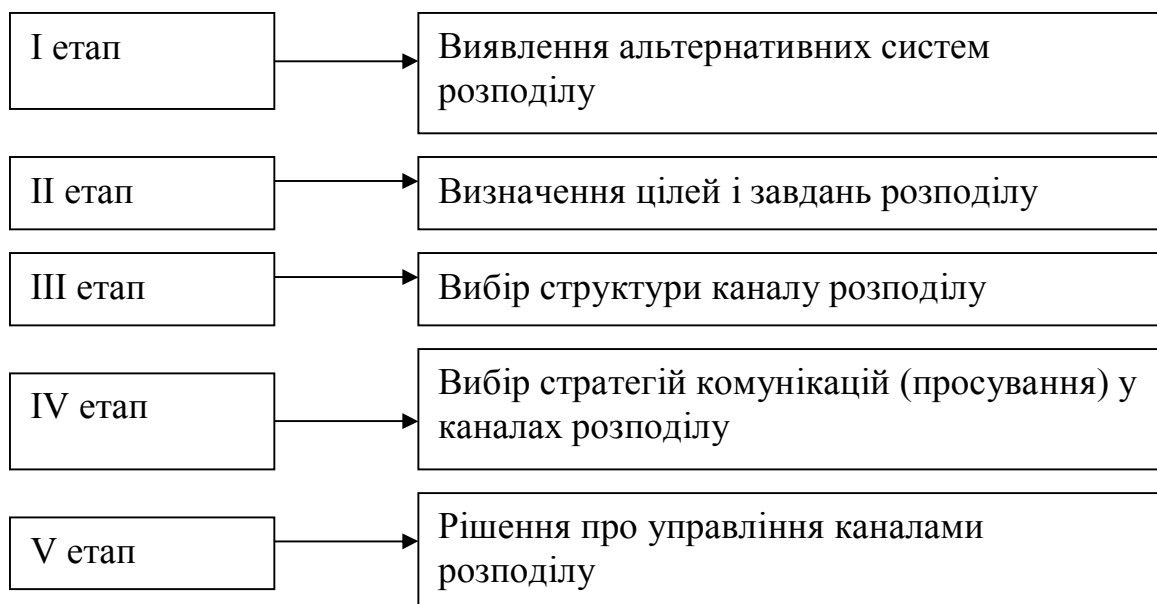 I етап
Виявлення альтернативних систем
розподілу
II етап
Визначення цілей і завдань розподілу
III етап
Вибір структури каналу розподілу
IV етап
Вибір стратегій комунікацій (просування) у
каналах розподілу
V етап
Рішення про управління каналами
розподілу